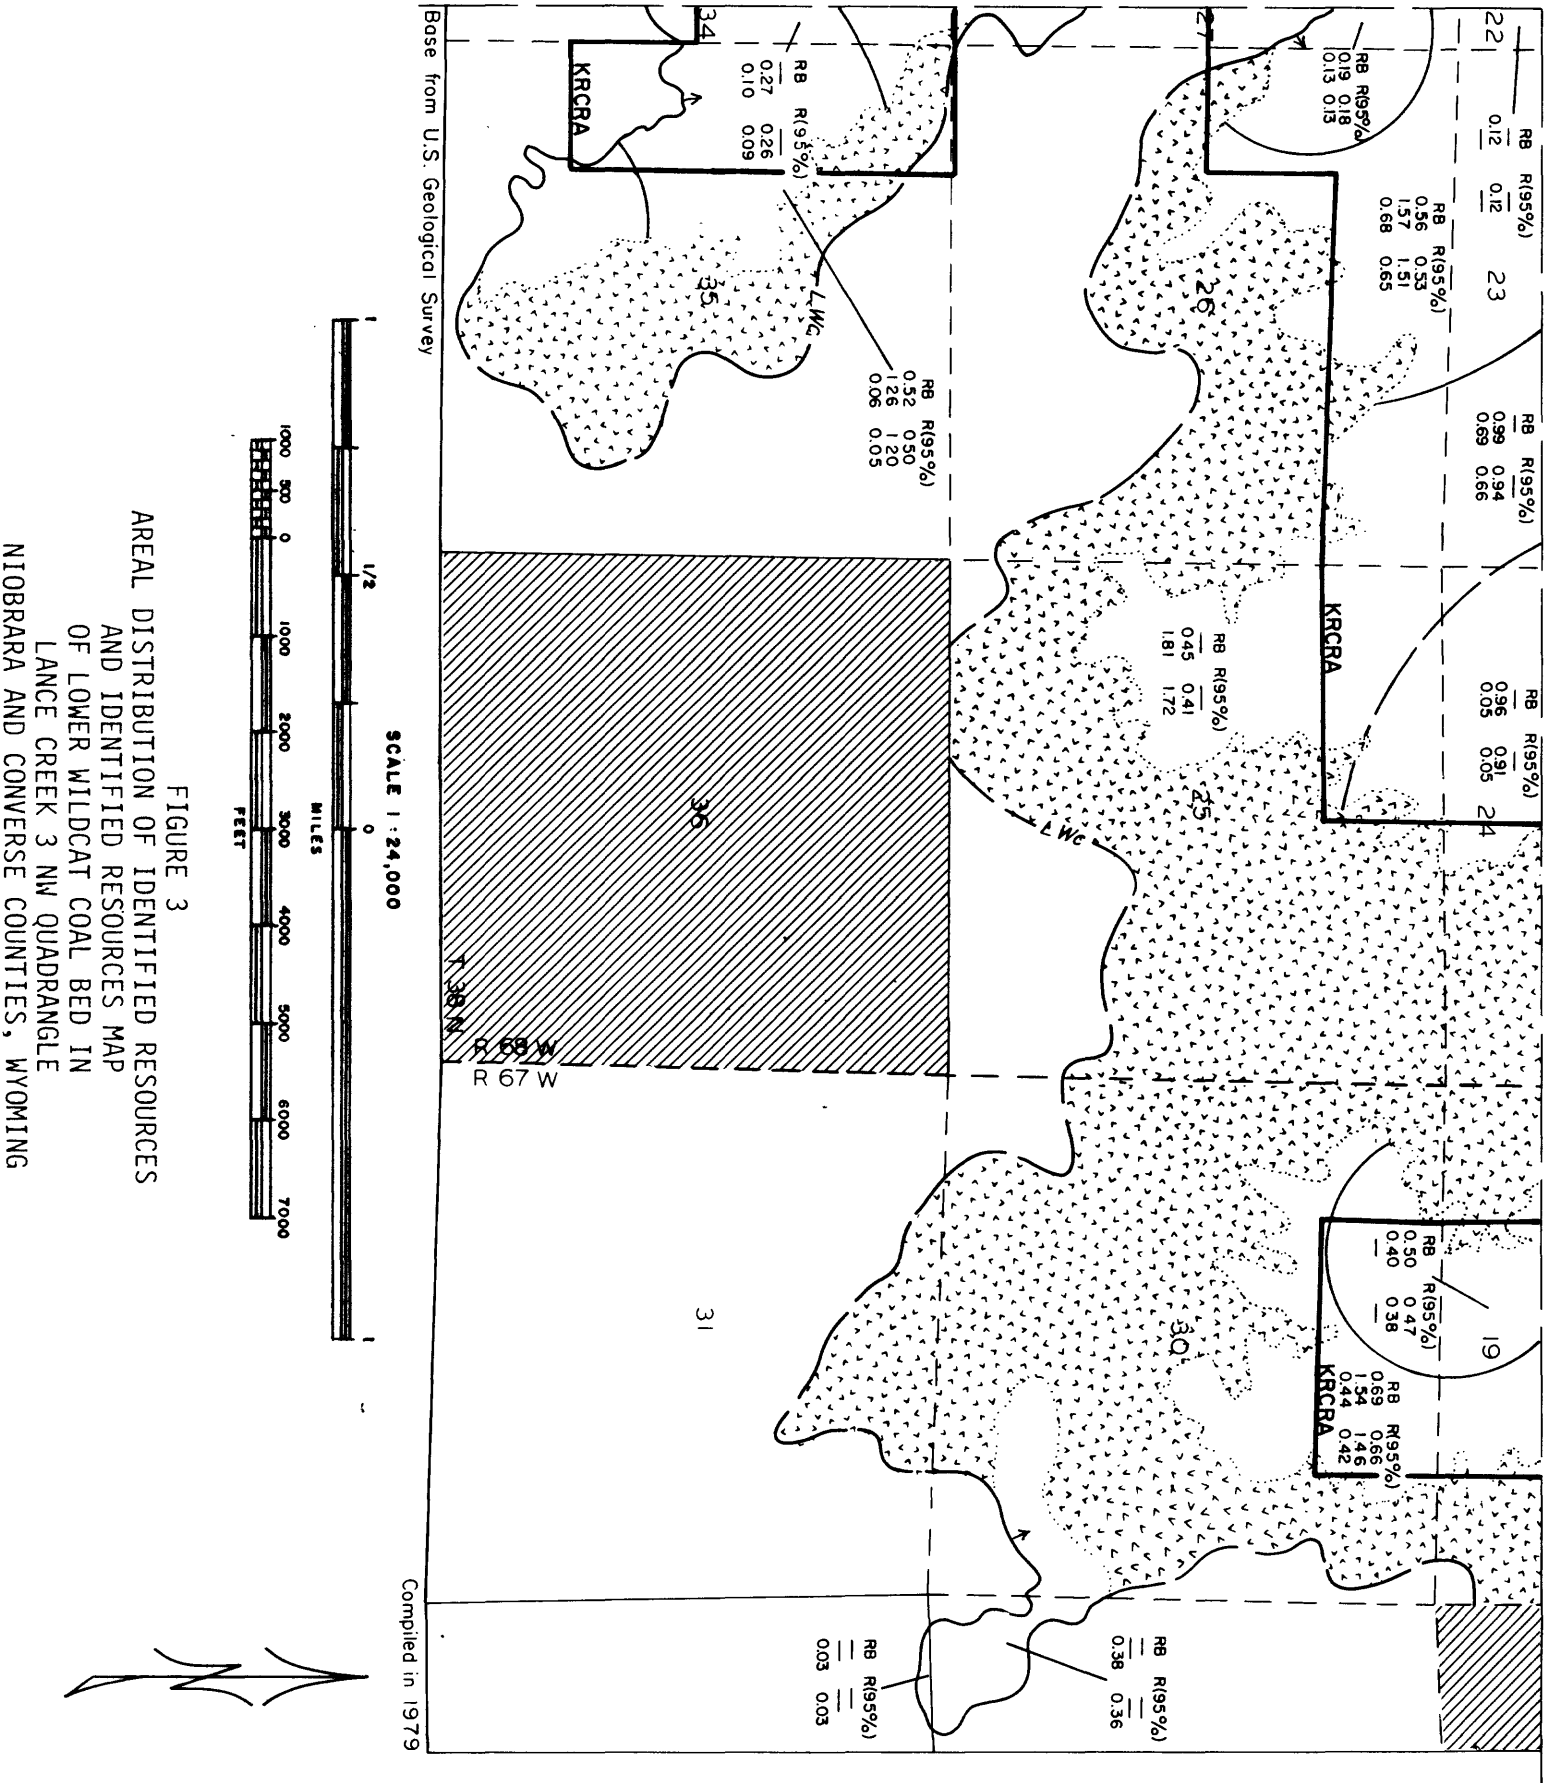 22
RB R(95%)
0.12 0.12
23
RB R(95%)
0.99 0.94
0.69 0.66
RB R(95%)
0.96 0.91
0.05 0.05
24
19
RB R(95%)
0.50 0.47
0.40 0.38
RB R(95%)
0.69 0.66
1.54 1.46
0.44 0.42
KRCRA
27
RB R(95%)
0.19 0.18
0.13 0.13
RB R(95%)
0.56 0.53
1.57 1.51
0.68 0.65
26
KRCRA
RB R(95%)
0.45 0.41
1.81 1.72
25
LWc
30
RB R(95%)
0.38 0.36
34
KRCRA
RB R(95%)
0.27 0.26
0.10 0.09
RB R(95%)
0.52 0.50
1.26 1.20
0.06 0.05
LWc
35
36
T 38 N
R 68 W
R 67 W
31
RB R(95%)
0.03 0.03
Base from U.S. Geological Survey
Compiled in 1979
SCALE 1:24,000
1 1/2 0 1
MILES
1000 500 0 1000 2000 3000 4000 5000 6000 7000
FEET
FIGURE 3
AREAL DISTRIBUTION OF IDENTIFIED RESOURCES
AND IDENTIFIED RESOURCES MAP
OF LOWER WILDCAT COAL BED IN
LANCE CREEK 3 NW QUADRANGLE
NIOBRARA AND CONVERSE COUNTIES, WYOMING